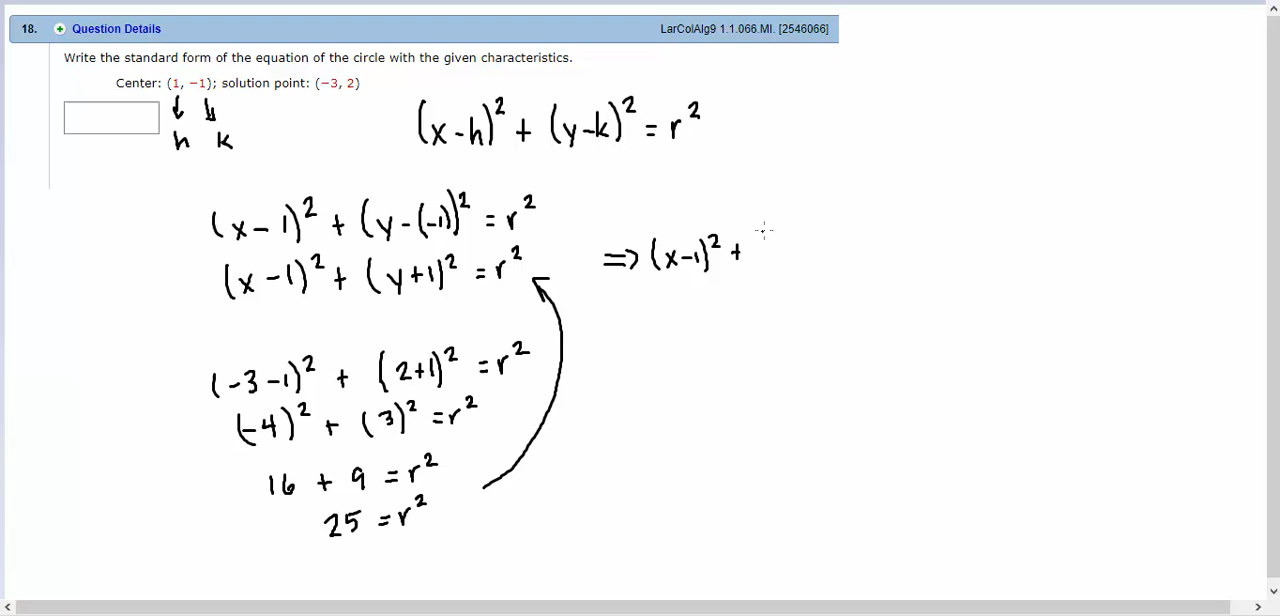 18. Question Details LarColAlg9 1.1.066.MI. [2546066]
Write the standard form of the equation of the circle with the given characteristics.
Center: (1, −1); solution point: (−3, 2)
h k
(x-h)² + (y-k)² = r²
(x-1)² + (y-(-1))² = r²
(x-1)² + (y+1)² = r²
=> (x-1)² +
(-3-1)² + (2+1)² = r²
(-4)² + (3)² = r²
16 + 9 = r²
25 = r²